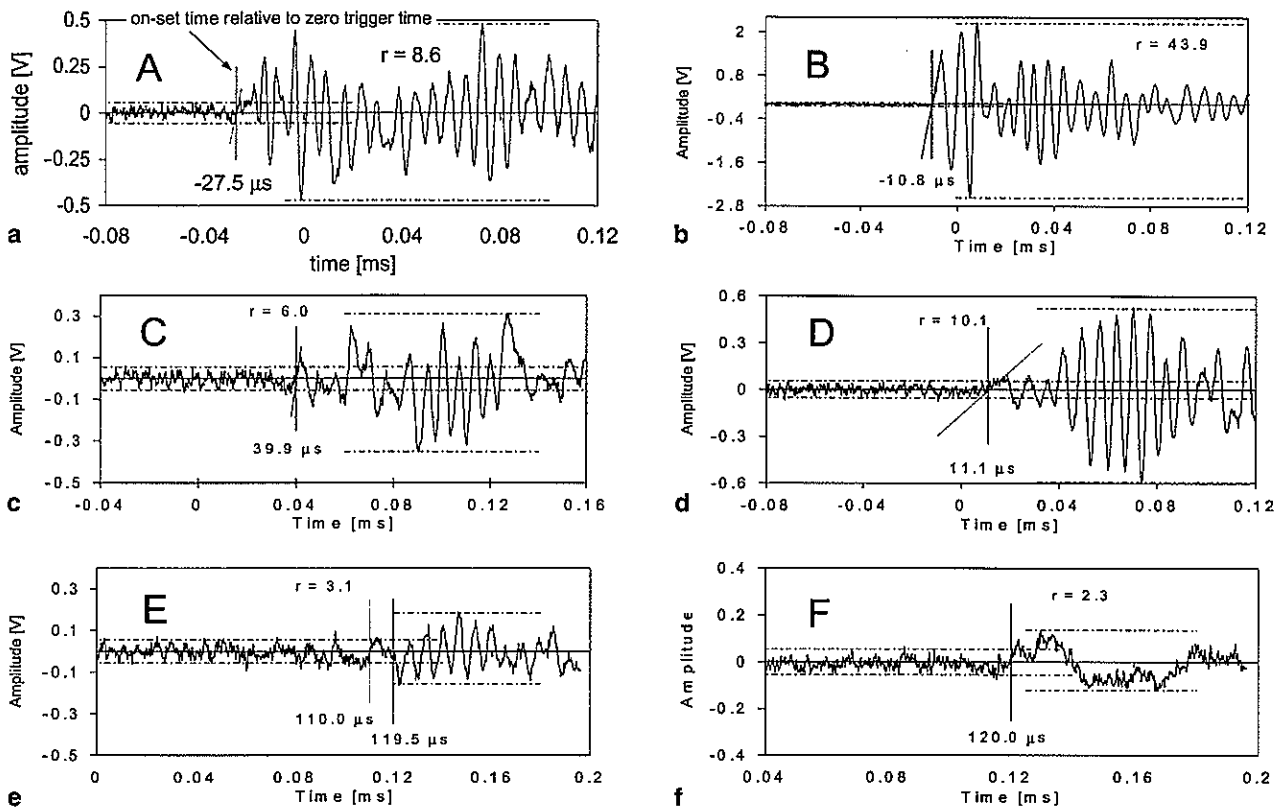 on-set time relative to zero trigger time
0.5
0.25
0
-0.25
-0.5
amplitude [V]
A
r = 8.6
-27.5 µs
-0.08
-0.04
0
0.04
0.08
0.12
time [ms]
a
2
0.8
-0.4
-1.6
-2.8
Amplitude [V]
B
r = 43.9
-10.8 µs
-0.08
-0.04
0
0.04
0.08
0.12
Time [ms]
b
0.3
0.1
-0.1
-0.3
-0.5
Amplitude [V]
C
r = 6.0
39.9 µs
-0.04
0
0.04
0.08
0.12
0.16
Time [ms]
c
0.6
0.3
0
-0.3
-0.6
Amplitude [V]
D
r = 10.1
11.1 µs
-0.08
-0.04
0
0.04
0.08
0.12
Time [ms]
d
0.3
0.1
-0.1
-0.3
-0.5
Amplitude [V]
E
r = 3.1
110.0 µs
119.5 µs
0
0.04
0.08
0.12
0.16
0.2
Time [ms]
e
0.4
0.2
0
-0.2
-0.4
Amplitude
F
r = 2.3
120.0 µs
0.04
0.08
0.12
0.16
0.2
Time [ms]
f